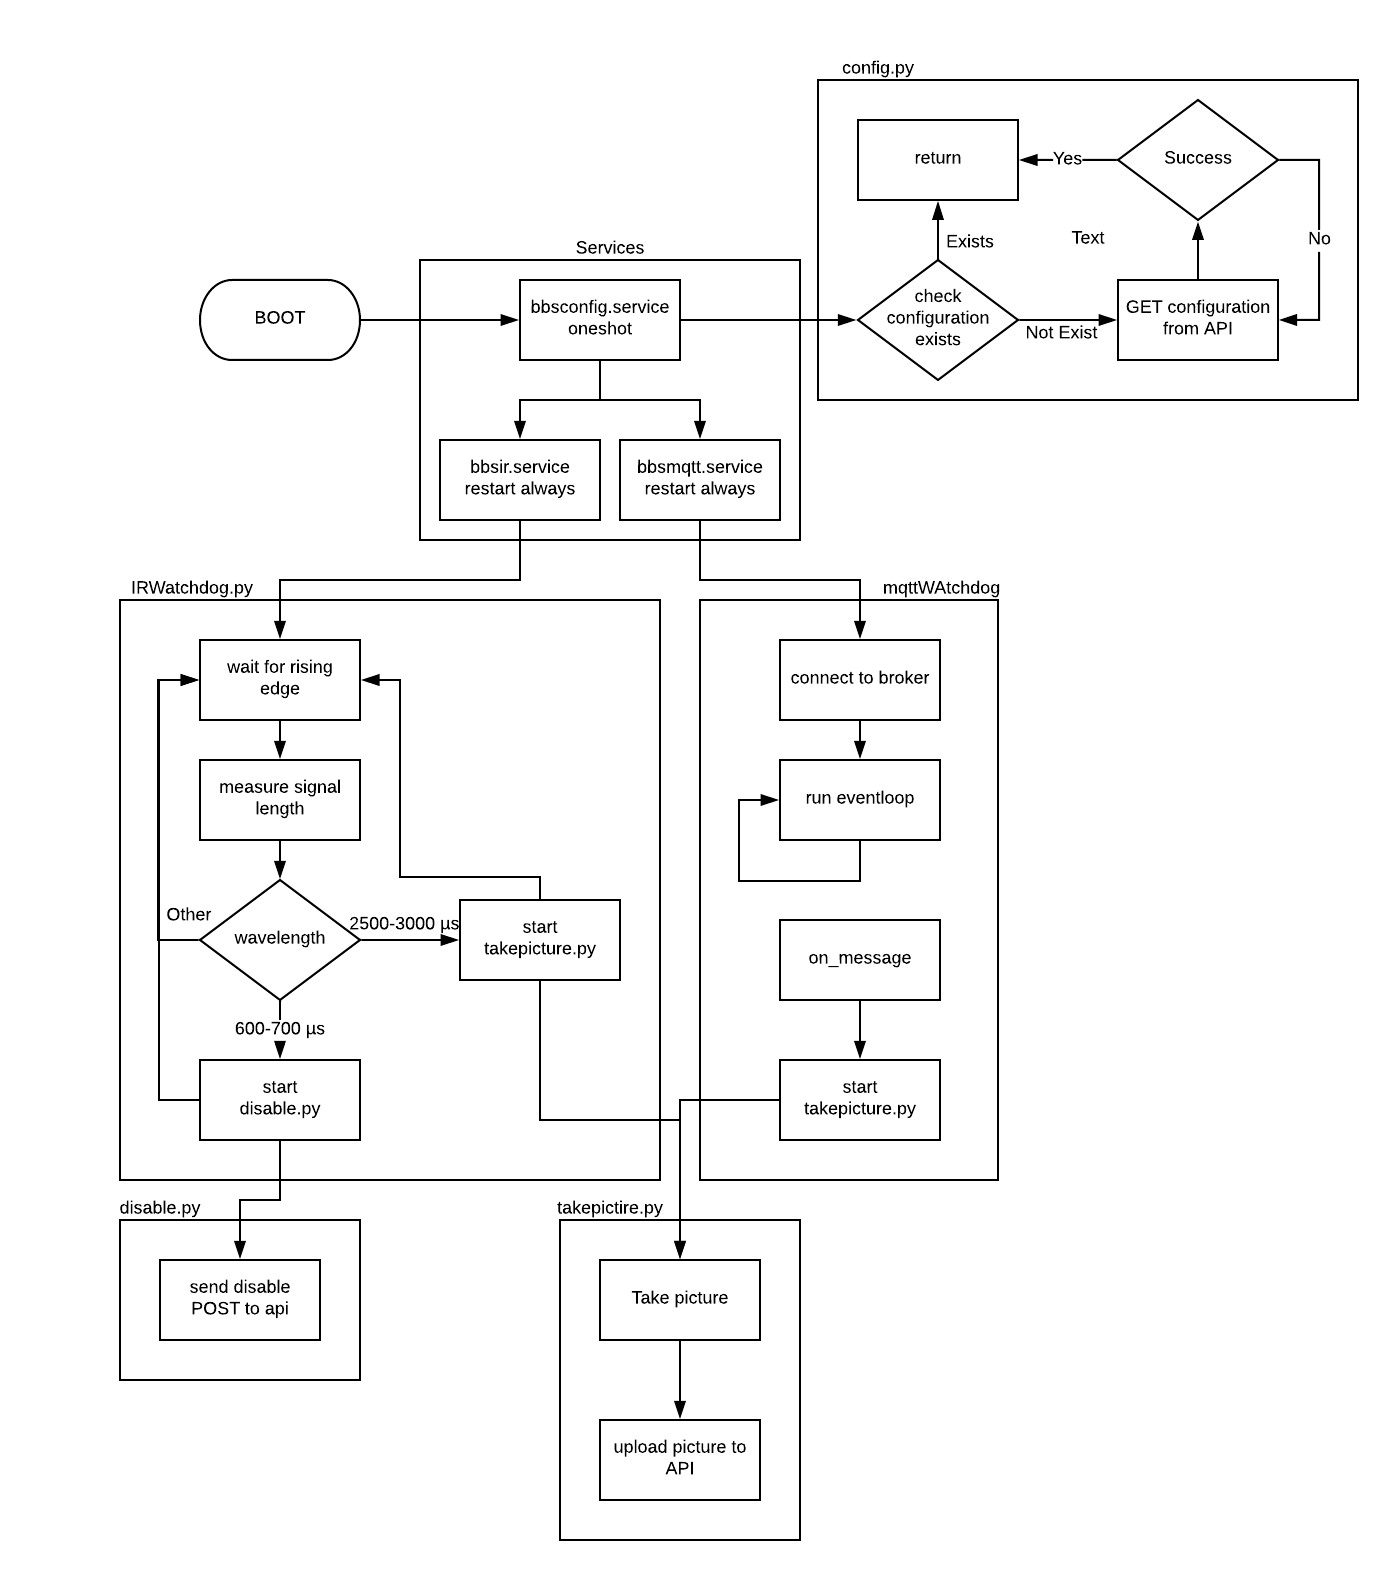 config.py
return
Yes
Success
Exists
Text
No
Services
BOOT
bbsconfig.service
oneshot
check
configuration
exists
Not Exist
GET configuration
from API
bbsir.service
restart always
bbsmqtt.service
restart always
IRWatchdog.py
mqttWAtchdog
wait for rising
edge
connect to broker
measure signal
length
run eventloop
Other
wavelength
2500-3000 µs
start
takepicture.py
on_message
600-700 µs
start
disable.py
start
takepicture.py
disable.py
takepictire.py
send disable
POST to api
Take picture
upload picture to
API